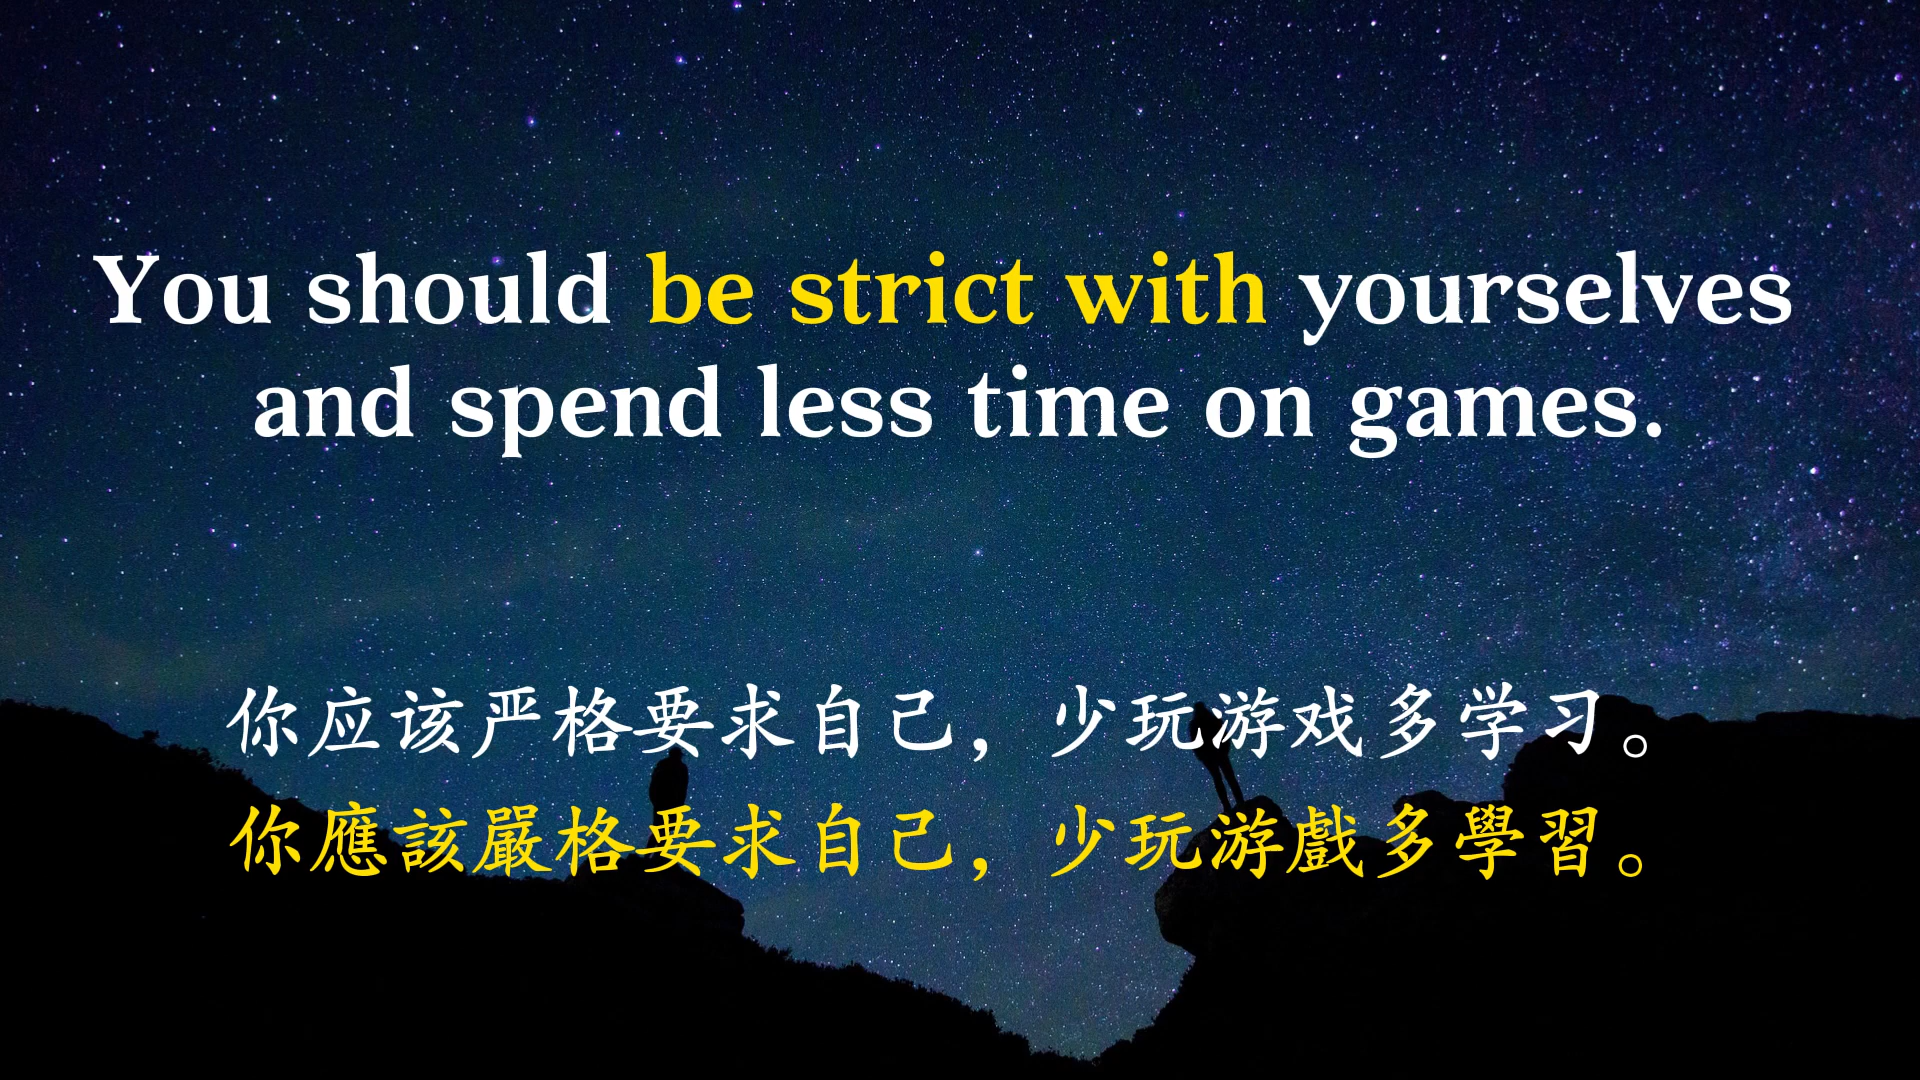 You should be strict with yourselves
and spend less time on games.
你应该严格要求自己，少玩游戏多学习。
你應該嚴格要求自己，少玩游戲多學習。